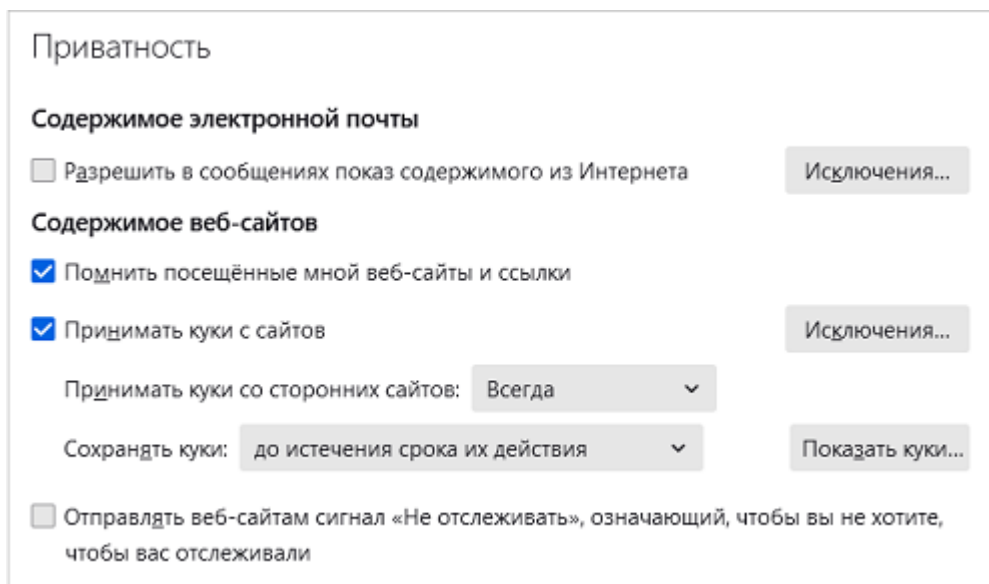 Приватность
Содержимое электронной почты
Разрешить в сообщениях показ содержимого из Интернета Исключения...
Содержимое веб-сайтов
Помнить посещённые мной веб-сайты и ссылки
Принимать куки с сайтов Исключения...
Принимать куки со сторонних сайтов: Всегда
Сохранять куки: до истечения срока их действия Показать куки...
Отправлять веб-сайтам сигнал «Не отслеживать», означающий, чтобы вы не хотите,
чтобы вас отслеживали